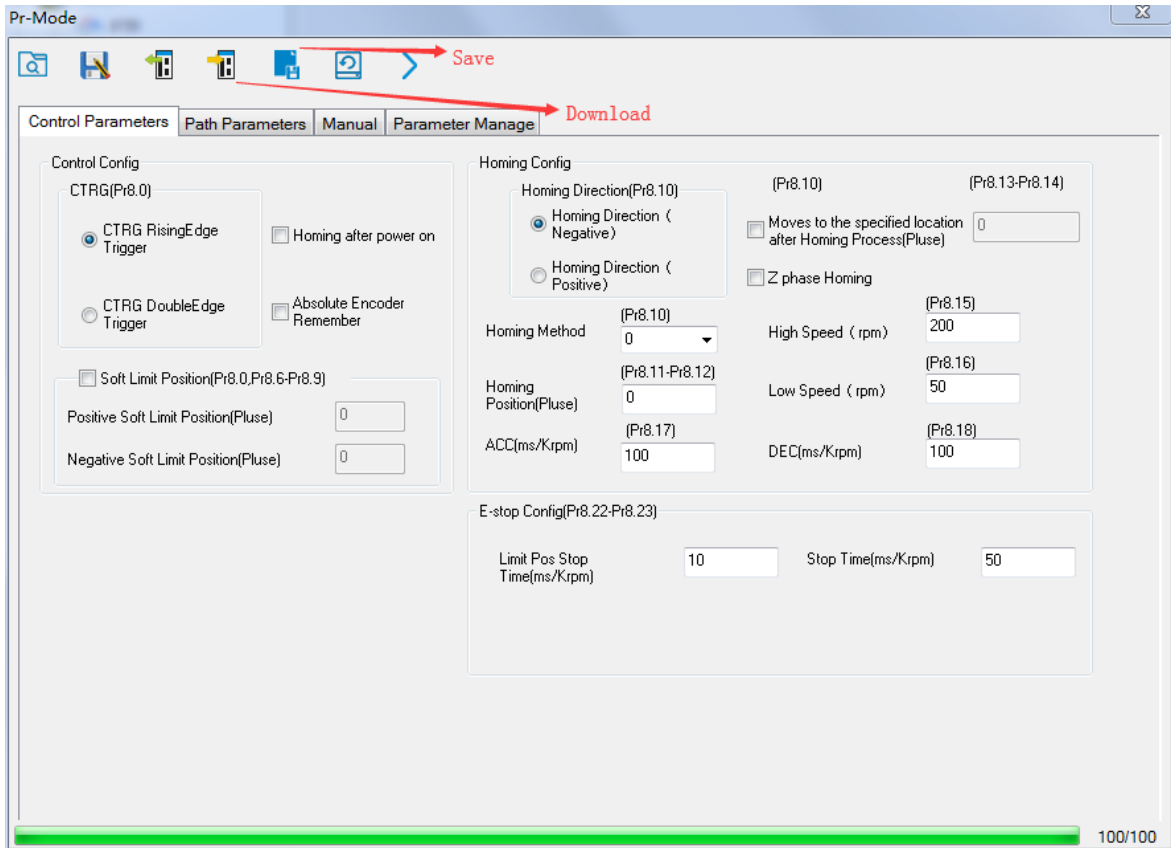 Pr-Mode
Save
Download
Control Parameters
Path Parameters
Manual
Parameter Manage
Control Config
CTRG(Pr8.0)
CTRG RisingEdge
Trigger
Homing after power on
CTRG DoubleEdge
Trigger
Absolute Encoder
Remember
Soft Limit Position(Pr8.0,Pr8.6-Pr8.9)
Positive Soft Limit Position(Pluse)
0
Negative Soft Limit Position(Pluse)
0
Homing Config
Homing Direction(Pr8.10)
Homing Direction (
Negative)
Homing Direction (
Positive)
(Pr8.10)
(Pr8.13-Pr8.14)
Moves to the specified location
after Homing Process(Pluse)
0
Z phase Homing
Homing Method
(Pr8.10)
0
High Speed ( rpm)
(Pr8.15)
200
Homing
Position(Pluse)
(Pr8.11-Pr8.12)
0
Low Speed ( rpm)
(Pr8.16)
50
ACC(ms/Krpm)
(Pr8.17)
100
DEC(ms/Krpm)
(Pr8.18)
100
E-stop Config(Pr8.22-Pr8.23)
Limit Pos Stop
Time(ms/Krpm)
10
Stop Time(ms/Krpm)
50
100/100